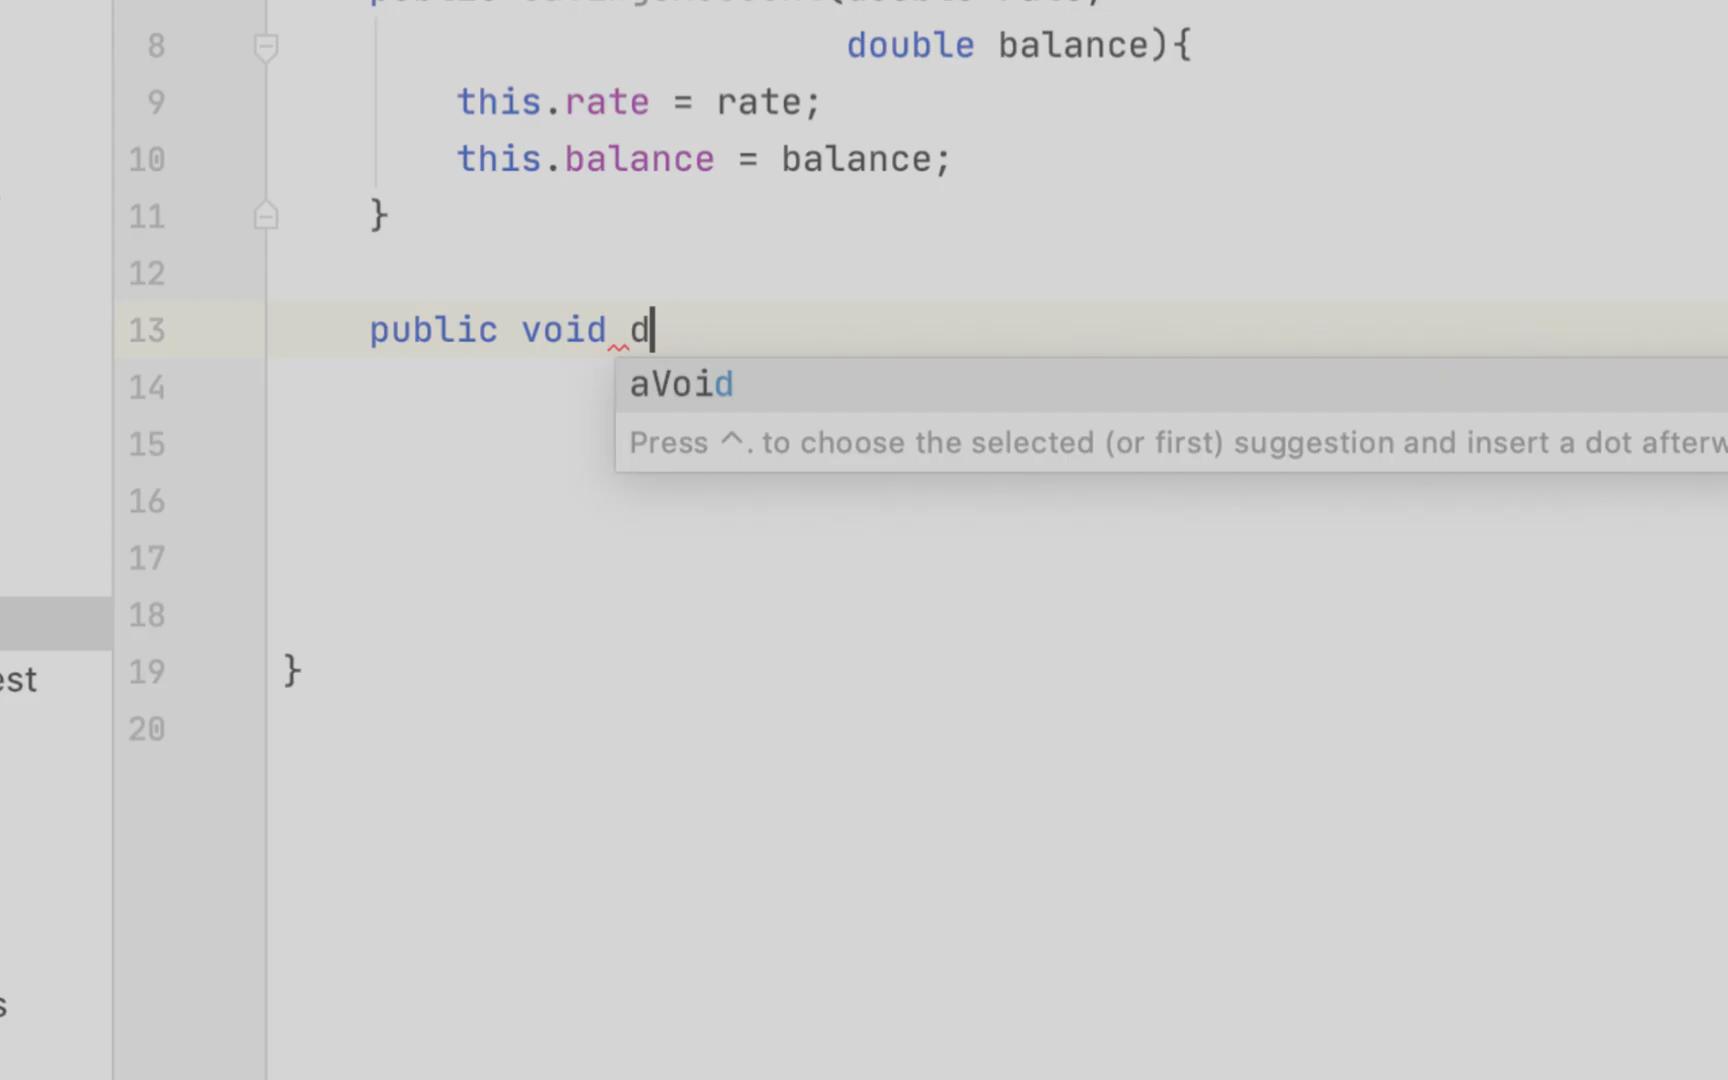 8 double balance){
9 this.rate = rate;
10 this.balance = balance;
11 }
12
13 public void d
aVoid
14
Press ^. to choose the selected (or first) suggestion and insert a dot
15
16
17
18
19 }
est
20
s